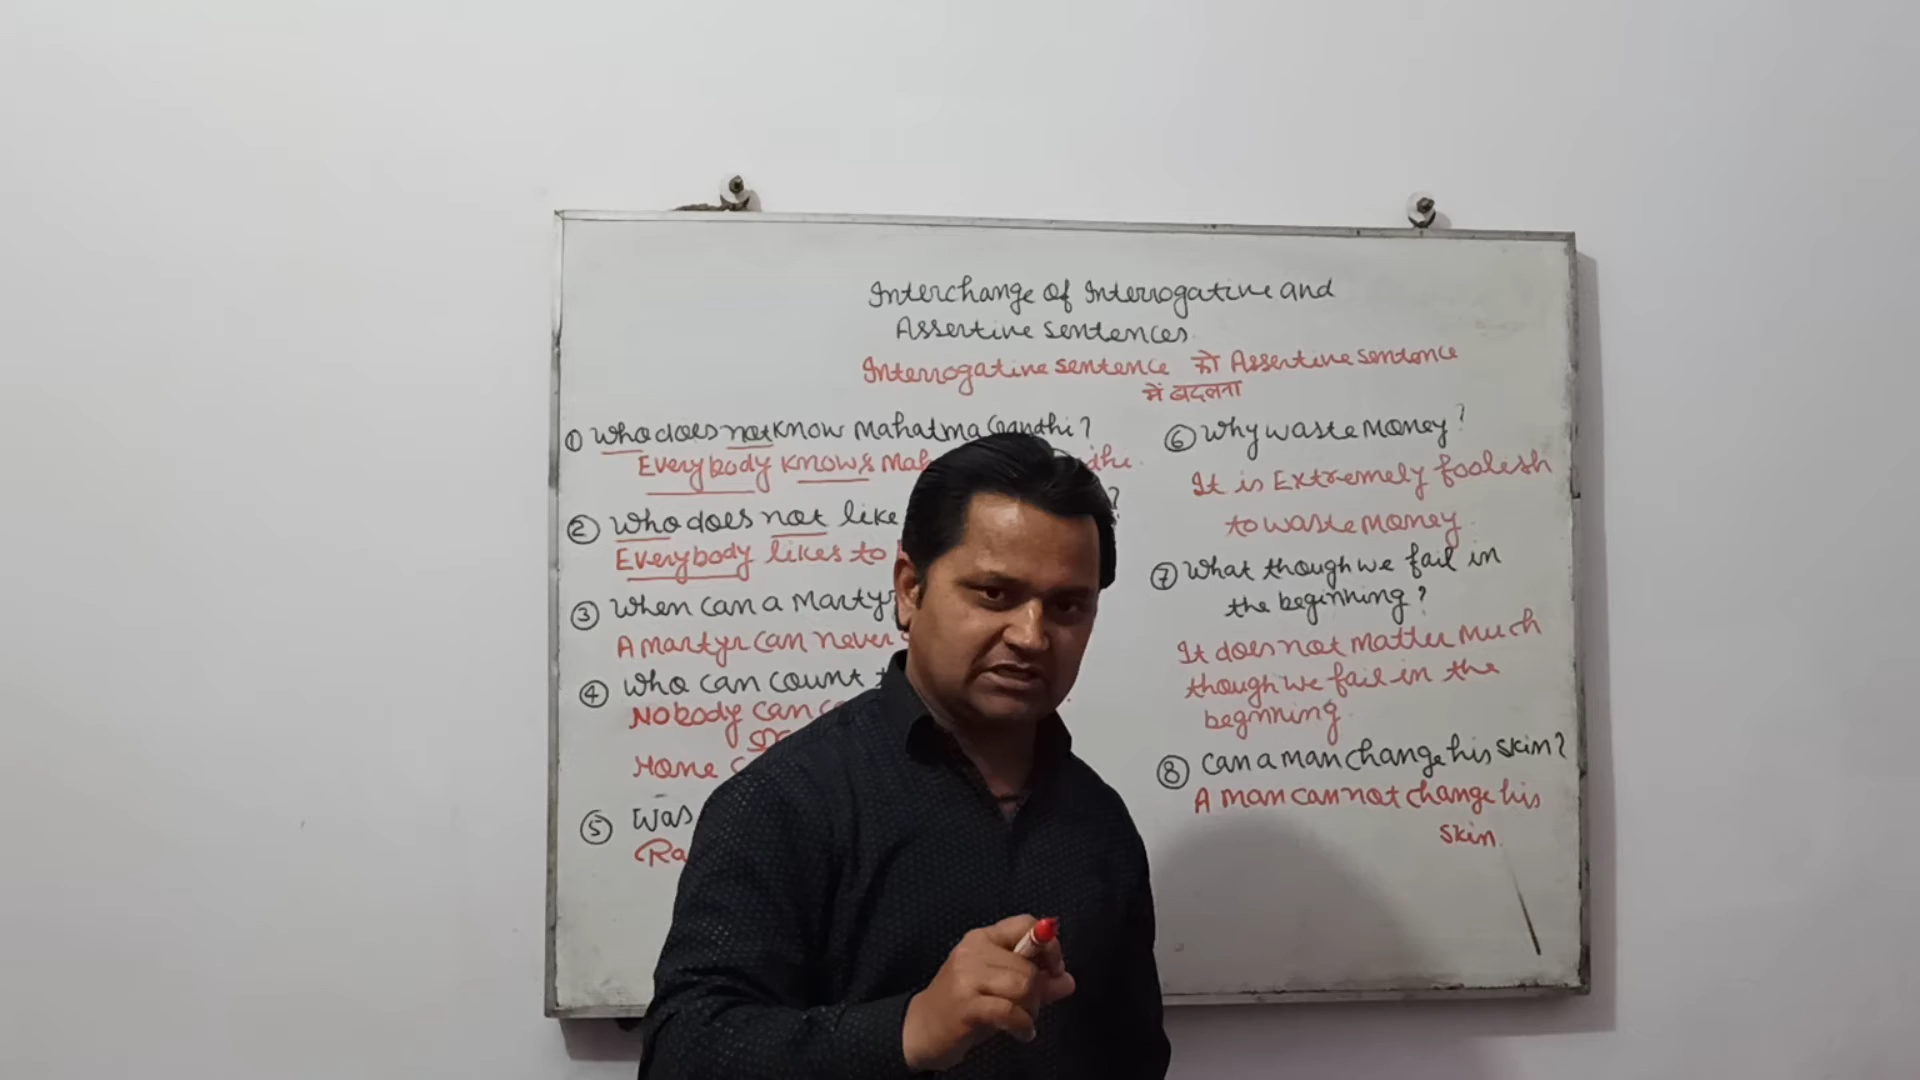 Interchange of Interrogative and
Assertive sentences.
Interrogative sentence को Assertive sentence
में बदलना
① Who does not know Mahatma Gandhi?
Everybody knows
② Who does not like ?
Everybody likes to
③ When can a Martyr
A martyr can never
④ Who can count
Nobody can
None
⑤ Was
⑥ Why waste Money?
It is Extremely foolish
to waste Money.
⑦ What though we fail in
the beginning?
It does not Matter Much
though we fail in the
beginning.
⑧ Can a man change his skin?
A man can not change his
skin.